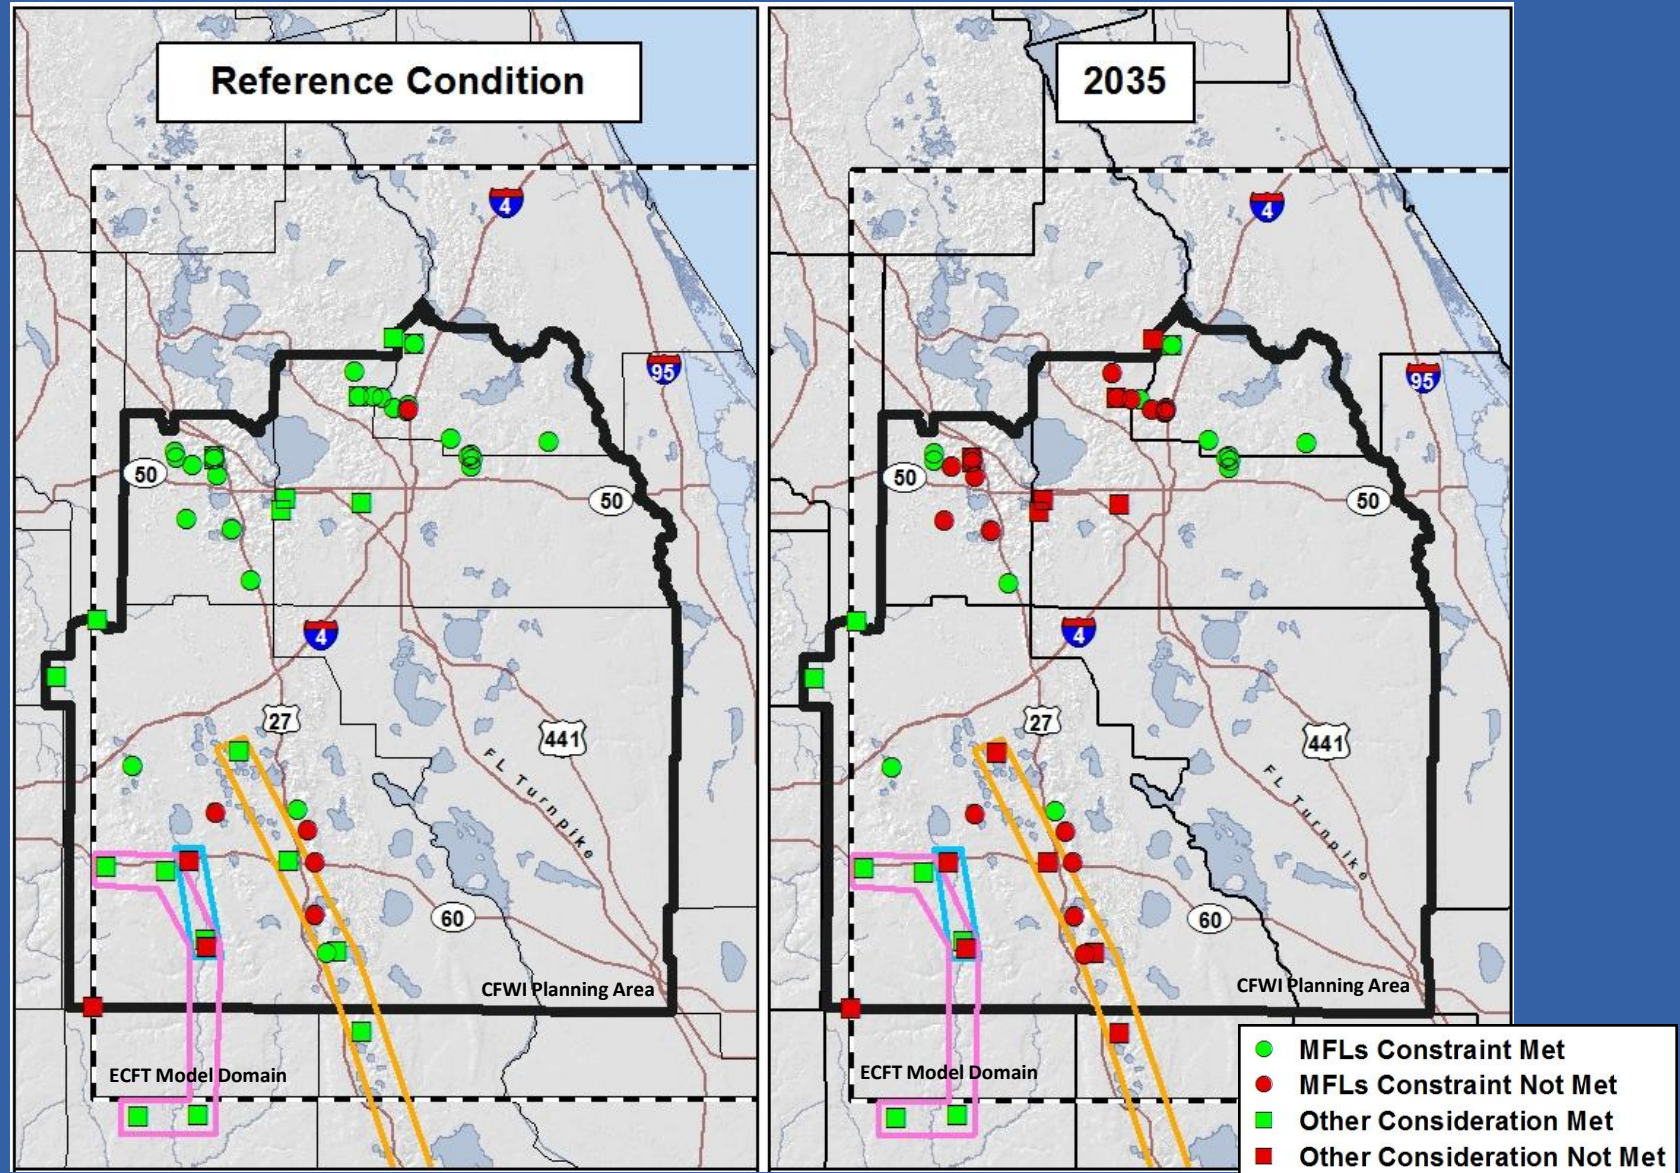 Reference Condition
4
95
50
50
4
27
441
FL Turnpike
60
CFWI Planning Area
ECFT Model Domain
2035
4
95
50
50
4
27
441
FL Turnpike
60
CFWI Planning Area
ECFT Model Domain
MFLs Constraint Met
MFLs Constraint Not Met
Other Consideration Met
Other Consideration Not Met